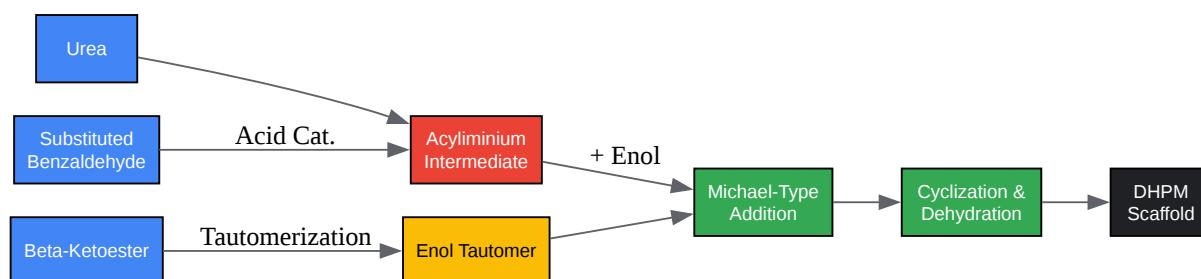 Urea
Substituted
Benzaldehyde
Acid Cat.
Acyliminium
Intermediate
+ Enol
Beta-Ketoester
Tautomerization
Enol Tautomer
Michael-Type
Addition
Cyclization &
Dehydration
DHPM
Scaffold